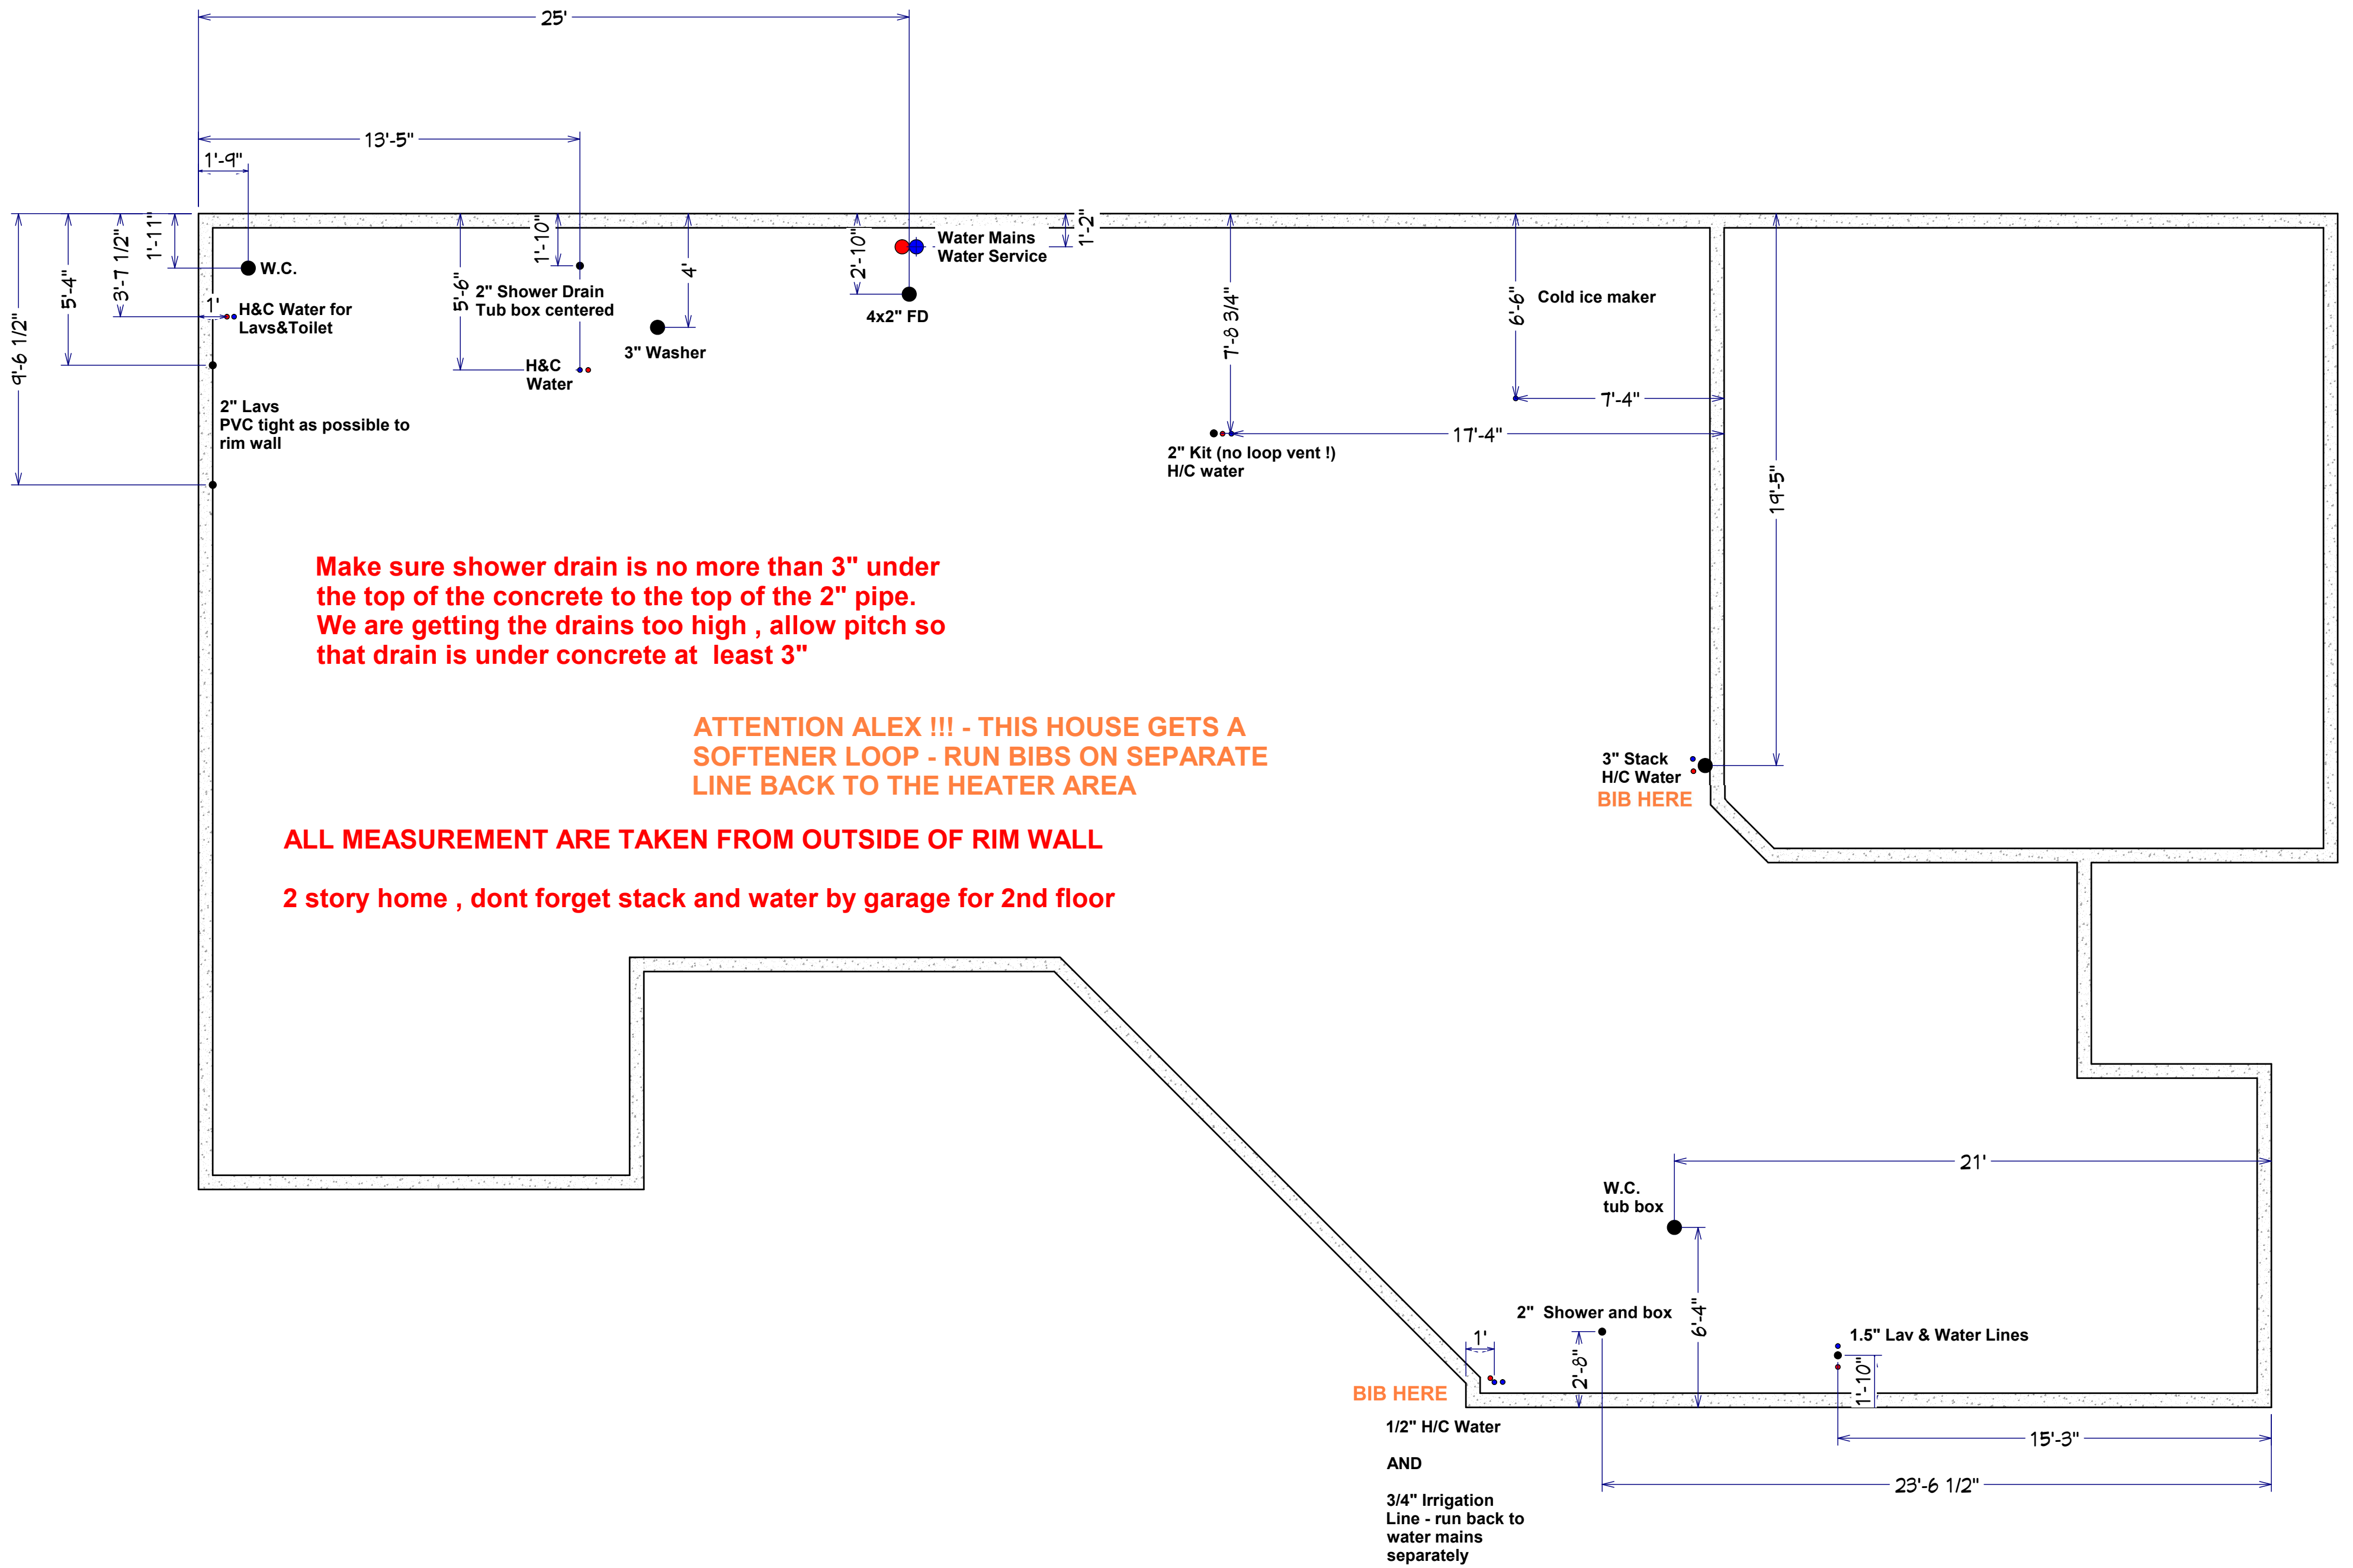 25'
13'-5"
1'-9"
9'-6 1/2"
5'-4"
3'-7 1/2"
1'-11"
W.C.
1'
H&C Water for
Lavs&Toilet
2" Lavs
PVC tight as possible to
rim wall
5'-6"
1'-10"
2" Shower Drain
Tub box centered
H&C
Water
4'
3" Washer
2'-10"
4x2" FD
Water Mains
Water Service
1'-2"
7'-8 3/4"
2" Kit (no loop vent !)
H/C water
17'-4"
6'-6"
Cold ice maker
7'-4"
19'-5"
Make sure shower drain is no more than 3" under
the top of the concrete to the top of the 2" pipe.
We are getting the drains too high , allow pitch so
that drain is under concrete at least 3"
ATTENTION ALEX !!! - THIS HOUSE GETS A
SOFTENER LOOP - RUN BIBS ON SEPARATE
LINE BACK TO THE HEATER AREA
3" Stack
H/C Water
BIB HERE
ALL MEASUREMENT ARE TAKEN FROM OUTSIDE OF RIM WALL
2 story home , dont forget stack and water by garage for 2nd floor
21'
W.C.
tub box
6'-4"
2" Shower and box
2'-8"
1'
1.5" Lav & Water Lines
1'-10"
BIB HERE
1/2" H/C Water
AND
3/4" Irrigation
Line - run back to
water mains
separately
15'-3"
23'-6 1/2"